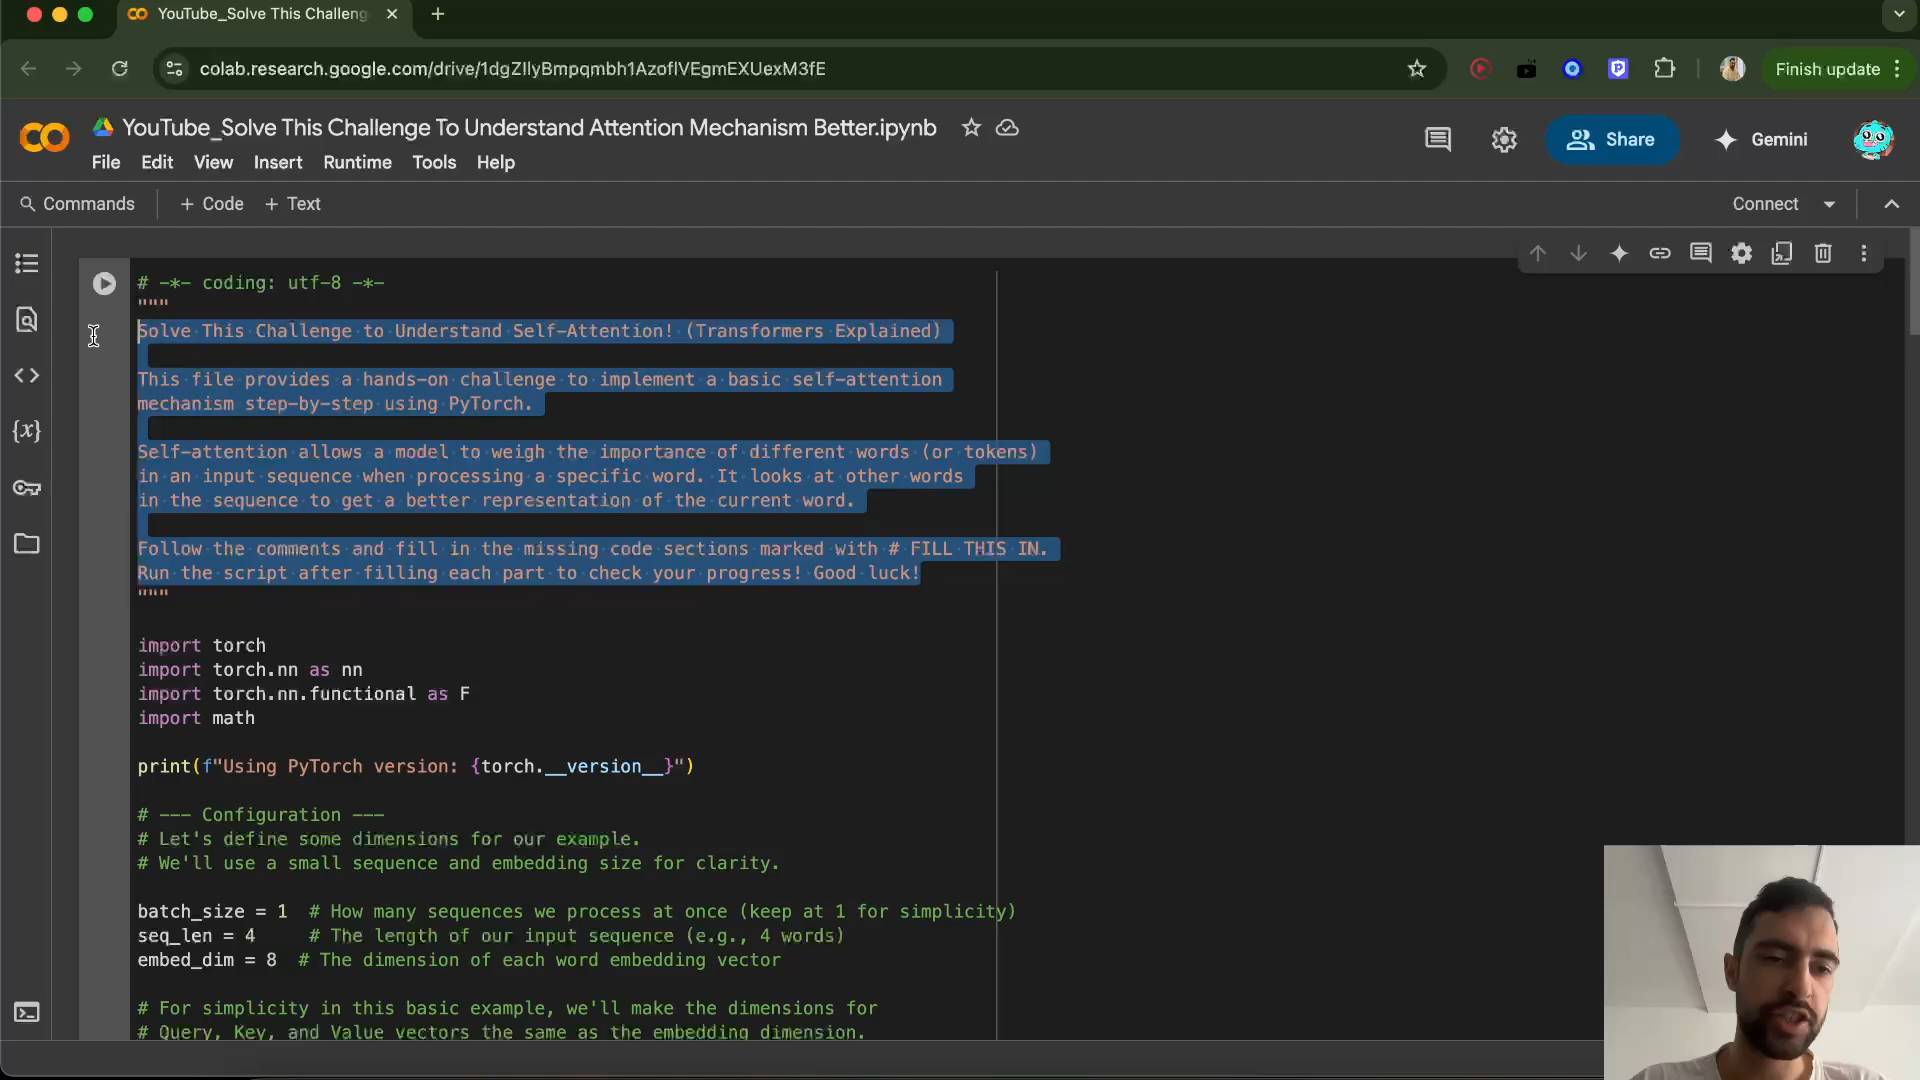 YouTube_Solve This Challeng
colab.research.google.com/drive/1dgZIlyBmpqmbh1AzoflVEgmEXUexM3fE
Finish update
YouTube_Solve This Challenge To Understand Attention Mechanism Better.ipynb
Share
Gemini
File Edit View Insert Runtime Tools Help
Commands + Code + Text
Connect
# -*- coding: utf-8 -*-
"""
Solve This Challenge to Understand Self-Attention! (Transformers Explained)
This file provides a hands-on challenge to implement a basic self-attention
mechanism step-by-step using PyTorch.
Self-attention allows a model to weigh the importance of different words (or tokens)
in an input sequence when processing a specific word. It looks at other words
in the sequence to get a better representation of the current word.
Follow the comments and fill in the missing code sections marked with # FILL THIS IN.
Run the script after filling each part to check your progress! Good luck!
"""
import torch
import torch.nn as nn
import torch.nn.functional as F
import math
print(f"Using PyTorch version: {torch.__version__}")
# --- Configuration ---
# Let's define some dimensions for our example.
# We'll use a small sequence and embedding size for clarity.
batch_size = 1  # How many sequences we process at once (keep at 1 for simplicity)
seq_len = 4     # The length of our input sequence (e.g., 4 words)
embed_dim = 8  # The dimension of each word embedding vector
# For simplicity in this basic example, we'll make the dimensions for
# Query, Key, and Value vectors the same as the embedding dimension.